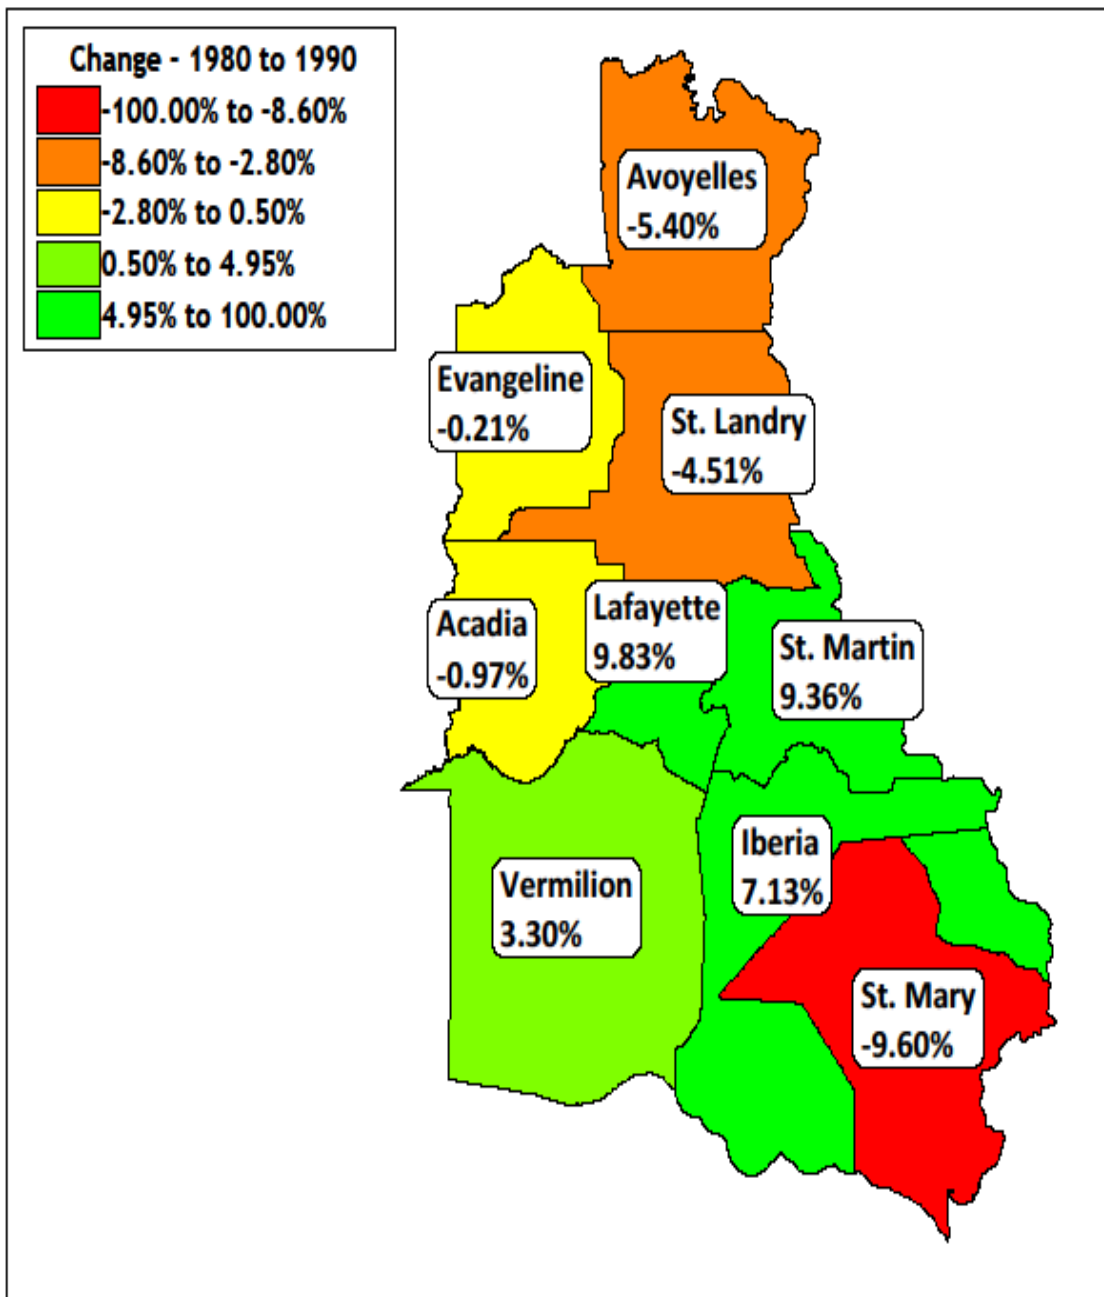 Change - 1980 to 1990
-100.00% to -8.60%
-8.60% to -2.80%
-2.80% to 0.50%
0.50% to 4.95%
4.95% to 100.00%
Avoyelles
-5.40%
Evangeline
-0.21%
St. Landry
-4.51%
Acadia
-0.97%
Lafayette
9.83%
St. Martin
9.36%
Iberia
7.13%
Vermilion
3.30%
St. Mary
-9.60%